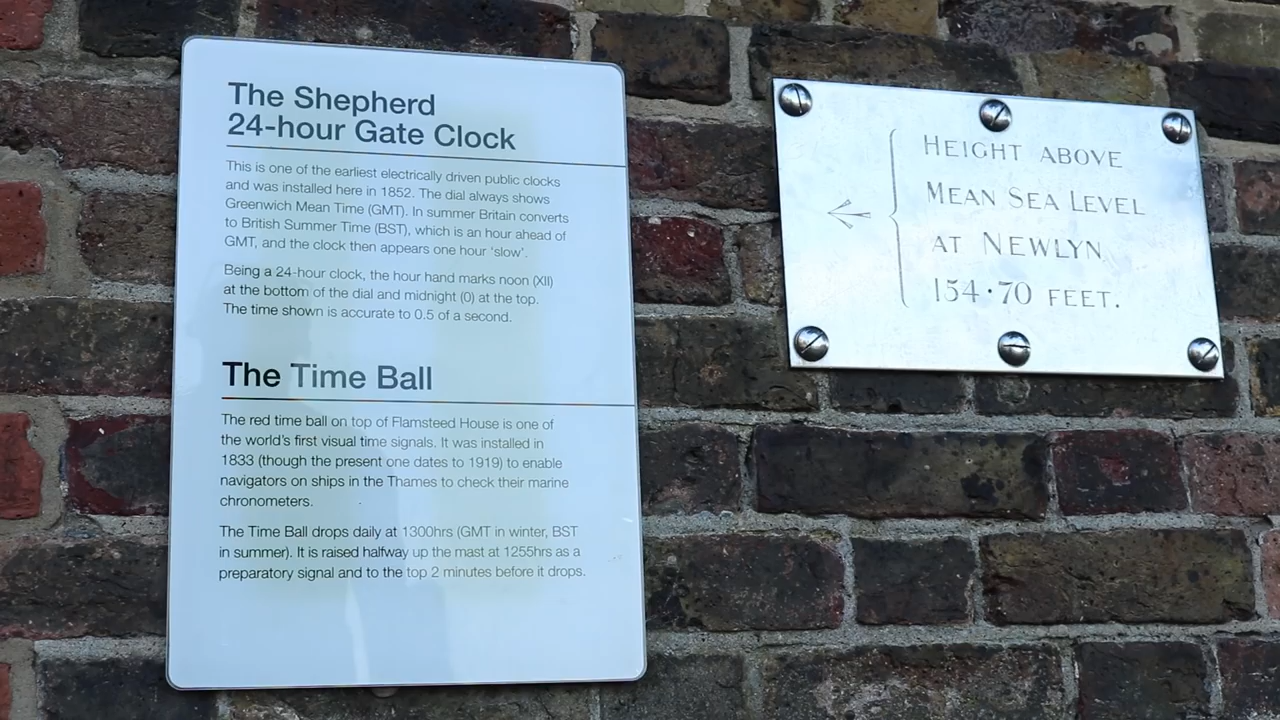 The Shepherd
24-hour Gate Clock
This is one of the earliest electrically driven public clocks
and was installed here in 1852. The dial always shows
Greenwich Mean Time (GMT). In summer Britain converts
to British Summer Time (BST), which is an hour ahead of
GMT, and the clock then appears one hour ‘slow’.
Being a 24-hour clock, the hour hand marks noon (XII)
at the bottom of the dial and midnight (0) at the top.
The time shown is accurate to 0.5 of a second.
The Time Ball
The red time ball on top of Flamsteed House is one of
the world’s first visual time signals. It was installed in
1833 (though the present one dates to 1919) to enable
navigators on ships in the Thames to check their marine
chronometers.
The Time Ball drops daily at 1300hrs (GMT in winter, BST
in summer). It is raised halfway up the mast at 1255hrs as a
preparatory signal and to the top 2 minutes before it drops.
HEIGHT ABOVE
MEAN SEA LEVEL
AT NEWLYN
154·70 FEET.